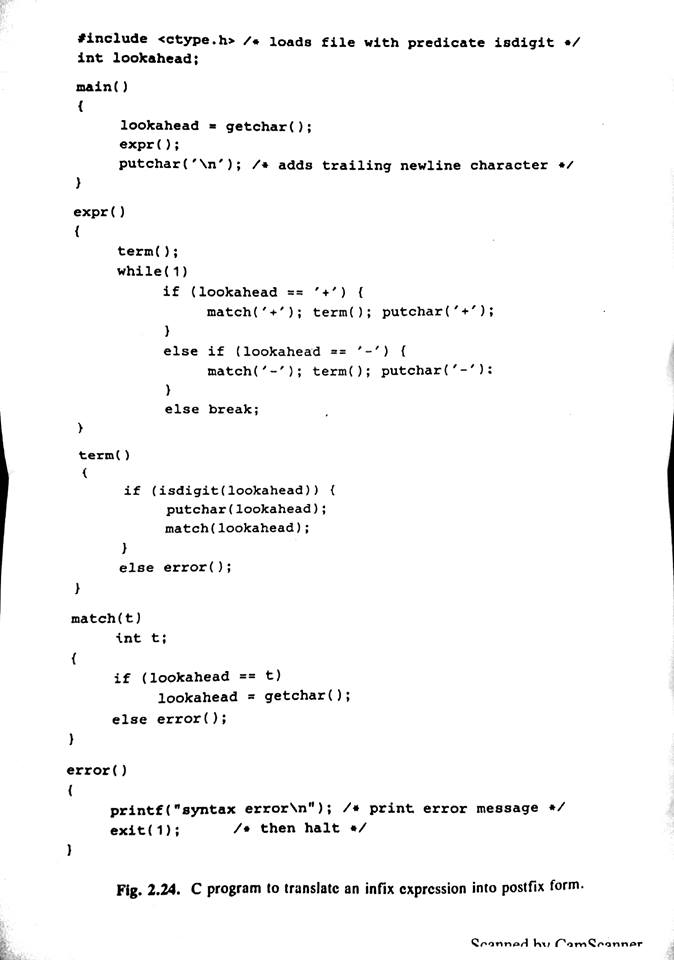 #include <ctype.h> /* loads file with predicate isdigit */
int lookahead;
main()
{
lookahead = getchar();
expr();
putchar('\n'); /* adds trailing newline character */
}
expr()
{
term();
while(1)
if (lookahead == '+') {
match('+'); term(); putchar('+');
}
else if (lookahead == '-') {
match('-'); term(); putchar('-'):
}
else break;
}
term()
{
if (isdigit(lookahead)) {
putchar(lookahead);
match(lookahead);
}
else error();
}
match(t)
int t;
{
if (lookahead == t)
lookahead = getchar();
else error();
}
error()
{
printf("syntax error\n"); /* print error message */
exit(1); /* then halt */
}
Fig. 2.24. C program to translate an infix expression into postfix form.
Scanned by CamScanner